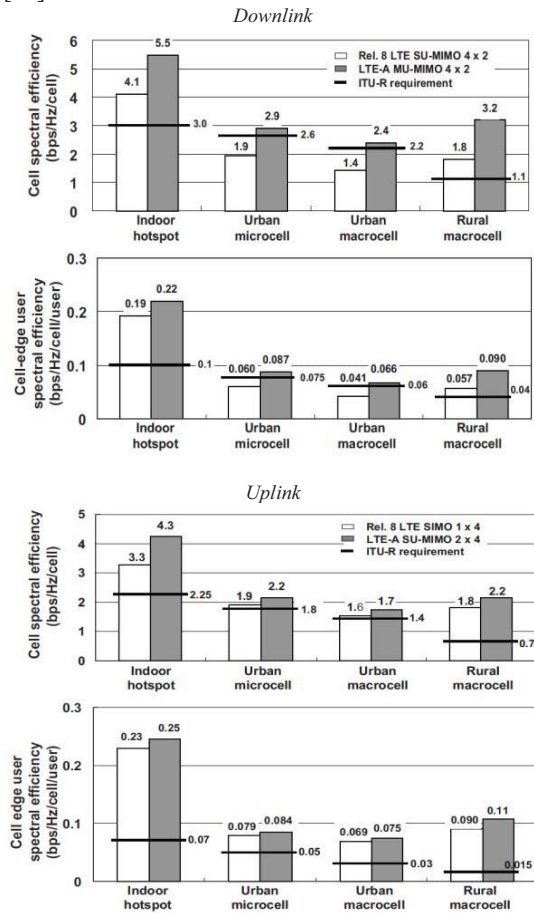 Downlink
Cell spectral efficiency
(bps/Hz/cell)
6
5
4
3
2
1
0
Rel. 8 LTE SU-MIMO 4 x 2
LTE-A MU-MIMO 4 x 2
ITU-R requirement
4.1
5.5
3.0
1.9
2.9
2.6
1.4
2.4
2.2
1.8
3.2
1.1
Indoor
hotspot
Urban
microcell
Urban
macrocell
Rural
macrocell
Cell-edge user
spectral efficiency
(bps/Hz/cell/user)
0.3
0.2
0.1
0
0.19
0.22
0.1
0.060
0.087
0.075
0.041
0.066
0.06
0.057
0.090
0.04
Indoor
hotspot
Urban
microcell
Urban
macrocell
Rural
macrocell
Uplink
Cell spectral efficiency
(bps/Hz/cell)
5
4
3
2
1
0
Rel. 8 LTE SIMO 1 x 4
LTE-A SU-MIMO 2 x 4
ITU-R requirement
3.3
4.3
2.25
1.9
2.2
1.8
1.6
1.7
1.4
1.8
2.2
0.7
Indoor
hotspot
Urban
microcell
Urban
macrocell
Rural
macrocell
Cell edge user
spectral efficiency
(bps/Hz/cell/user)
0.3
0.2
0.1
0
0.23
0.25
0.07
0.079
0.084
0.05
0.069
0.075
0.03
0.090
0.11
0.015
Indoor
hotspot
Urban
microcell
Urban
macrocell
Rural
macrocell